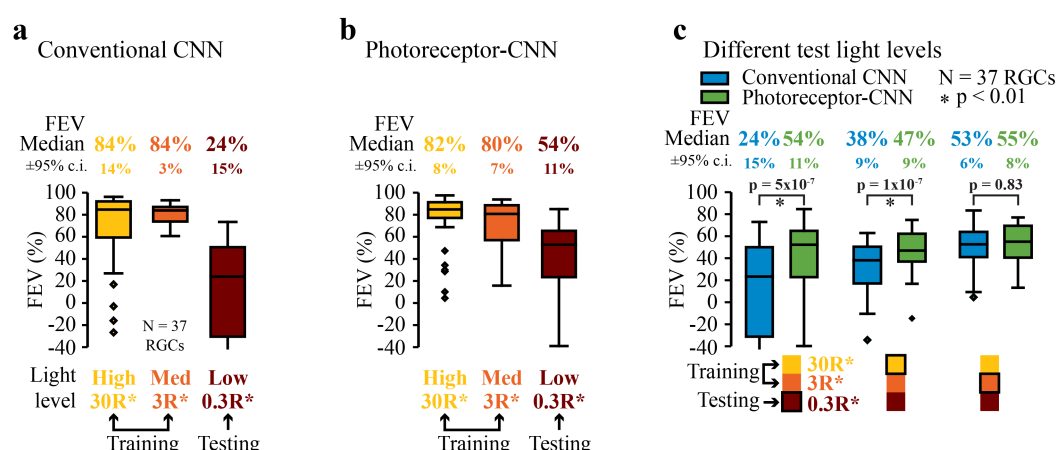 a
Conventional CNN
FEV
Median 84% 84% 24%
±95% c.i. 14% 3% 15%
100
80
60
40
20
0
-20
-40
FEV (%)
N = 37
RGCs
Light level
High Med Low
30R* 3R* 0.3R*
Training Testing
b
Photoreceptor-CNN
FEV
Median 82% 80% 54%
±95% c.i. 8% 7% 11%
100
80
60
40
20
0
-20
-40
FEV (%)
High Med Low
30R* 3R* 0.3R*
Training Testing
c
Different test light levels
Conventional CNN N = 37 RGCs
Photoreceptor-CNN * p < 0.01
FEV
Median 24% 54% 38% 47% 53% 55%
±95% c.i. 15% 11% 9% 9% 6% 8%
p = 5x10⁻⁷ p = 1x10⁻⁷ p = 0.83
* *
100
80
60
40
20
0
-20
-40
FEV (%)
Training 30R*
3R*
Testing 0.3R*